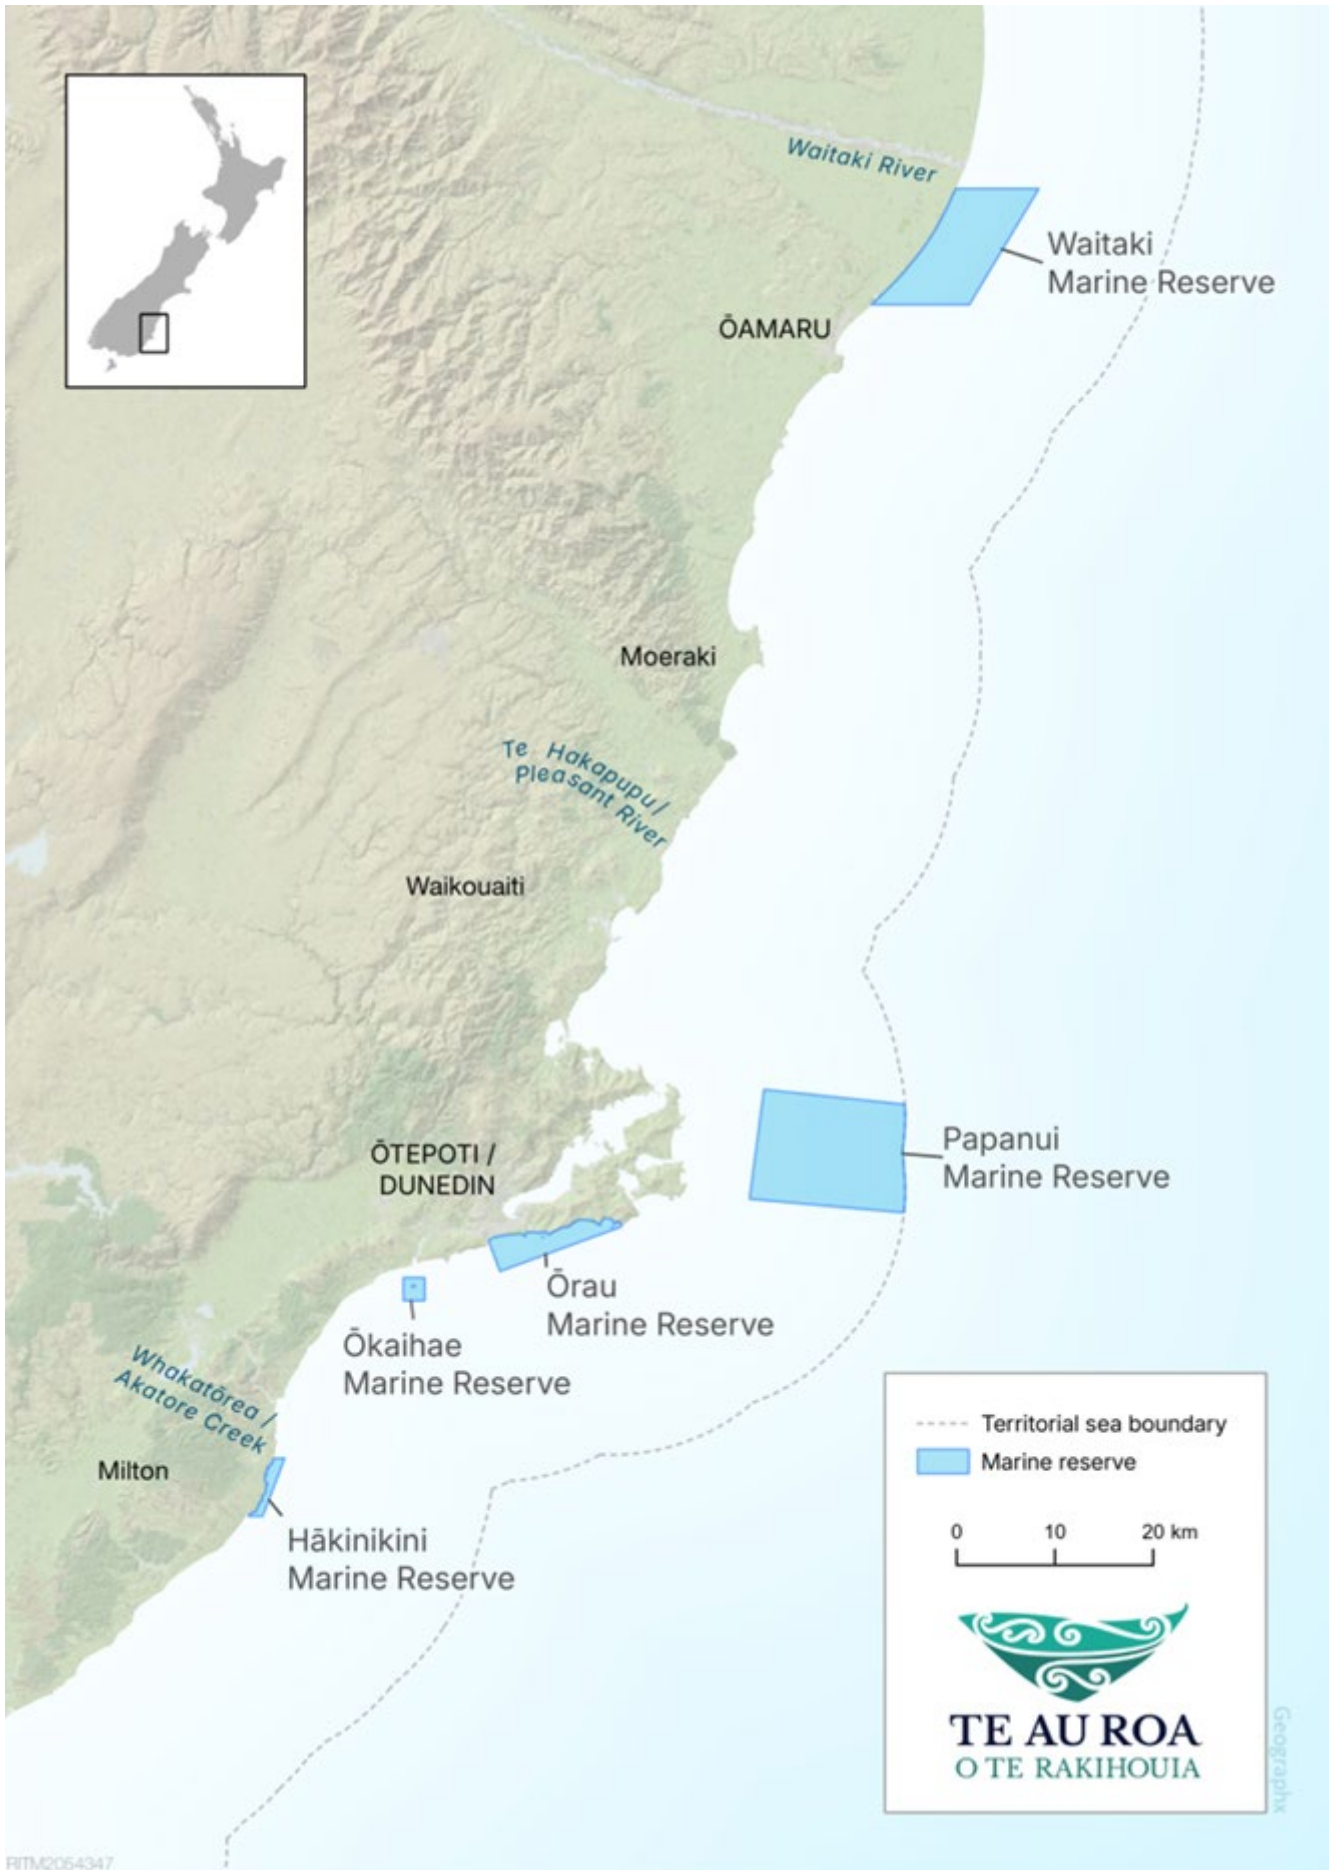 Waitaki River
Waitaki
Marine Reserve
ŌAMARU
Moeraki
Te Hakapupu/
Pleasant River
Waikouaiti
ŌTEPOTI /
DUNEDIN
Papanui
Marine Reserve
Ōrau
Marine Reserve
Ōkaihae
Marine Reserve
Whakatōrea /
Akatore Creek
Milton
Hākinikini
Marine Reserve
Territorial sea boundary
Marine reserve
0 10 20 km
TE AU ROA
O TE RAKIHOUIA
Geographx
RITM2054347